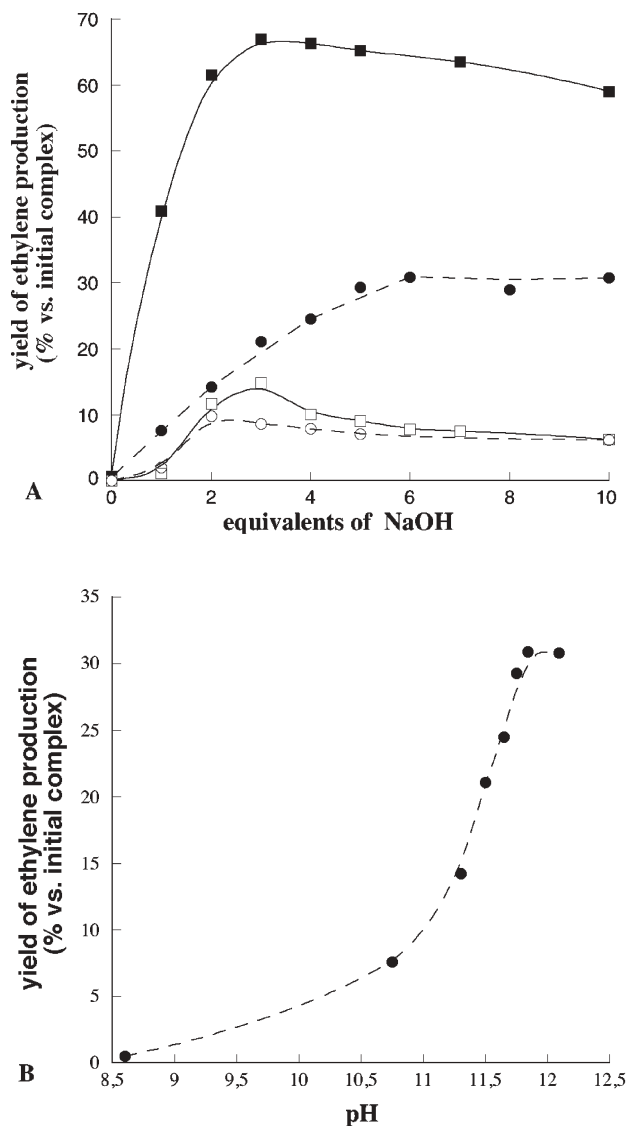 70
60
50
40
30
20
10
0
yield of ethylene production
(% vs. initial complex)
0 2 4 6 8 10
A
equivalents of NaOH
35
30
25
20
15
10
5
0
yield of ethylene production
(% vs. initial complex)
8,5 9 9,5 10 10,5 11 11,5 12 12,5
B
pH